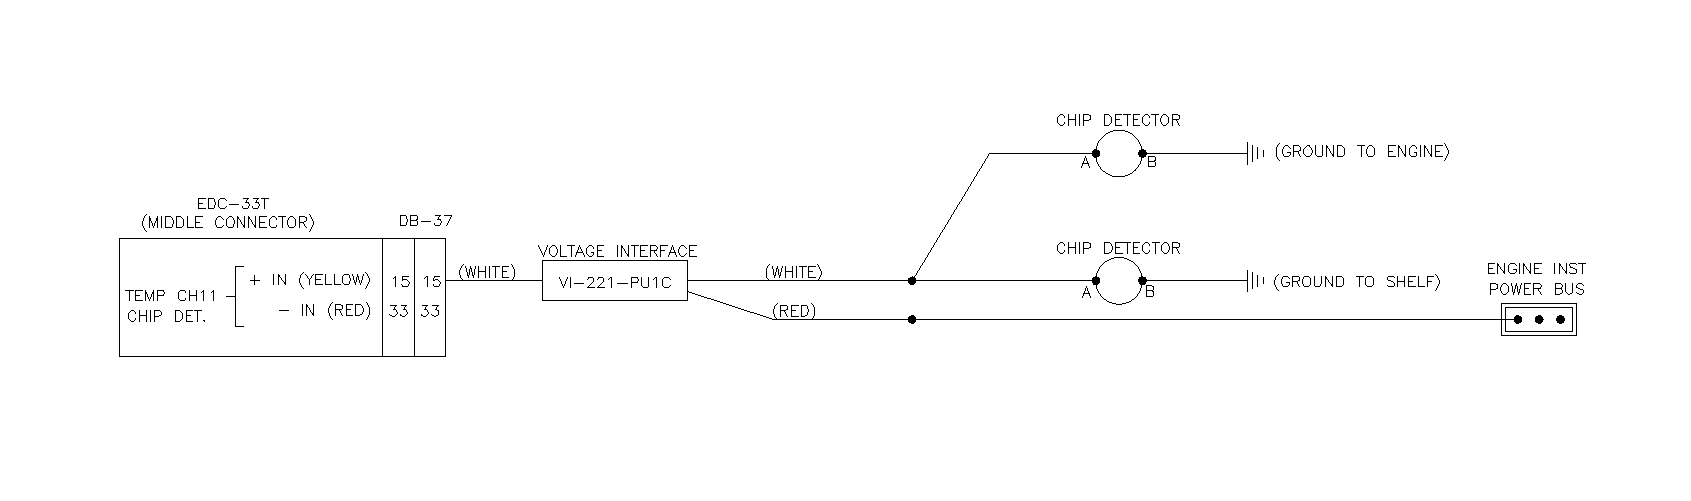 CHIP DETECTOR
A
B
(GROUND TO ENGINE)
EDC-33T
(MIDDLE CONNECTOR)
DB-37
TEMP CH11
CHIP DET.
+ IN (YELLOW)
15
15
- IN (RED)
33
33
(WHITE)
VOLTAGE INTERFACE
VI-221-PU1C
(WHITE)
(RED)
CHIP DETECTOR
A
B
(GROUND TO SHELF)
ENGINE INST
POWER BUS